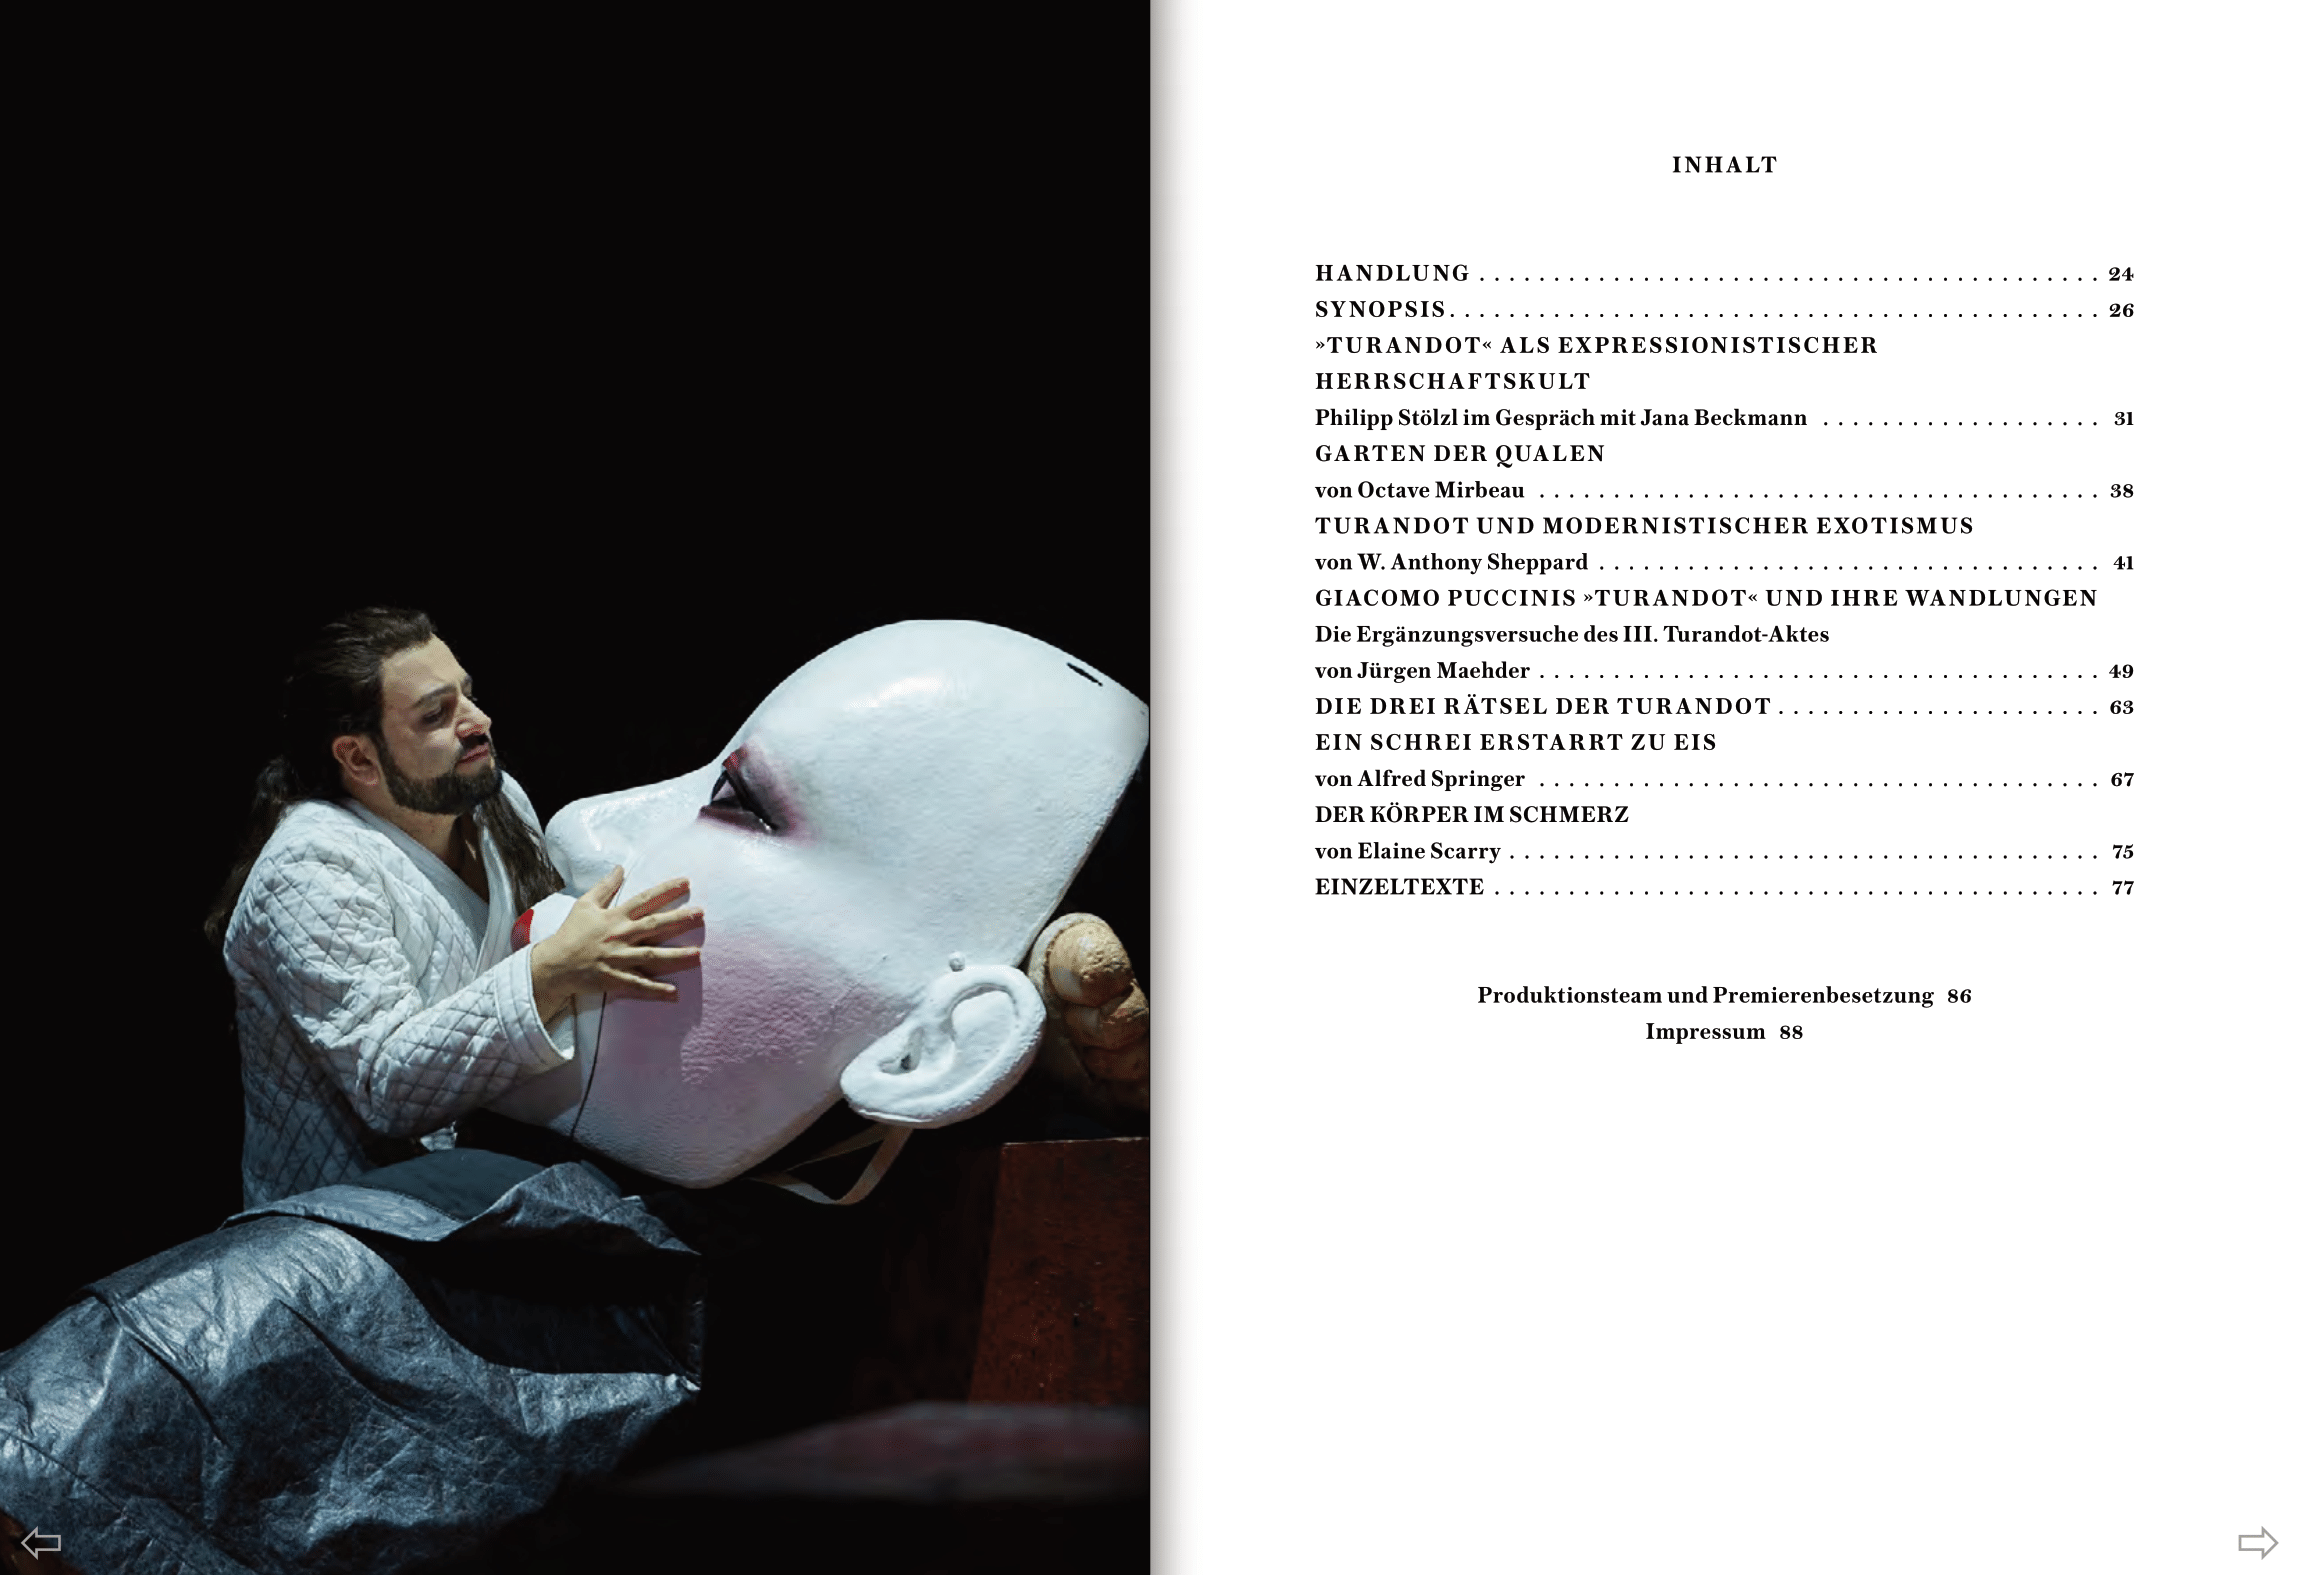 INHALT
HANDLUNG . . . . . . . . . . . . . . . . . . . . . . . . . . . . . . . . . . . . . . . . . . 24
SYNOPSIS . . . . . . . . . . . . . . . . . . . . . . . . . . . . . . . . . . . . . . . . . . . . 26
»TURANDOT« ALS EXPRESSIONISTISCHER
HERRSCHAFTSKULT
Philipp Stölzl im Gespräch mit Jana Beckmann . . . . . . . . . . . . . . . . . . . 31
GARTEN DER QUALEN
von Octave Mirbeau . . . . . . . . . . . . . . . . . . . . . . . . . . . . . . . . . . . . . . 38
TURANDOT UND MODERNISTISCHER EXOTISMUS
von W. Anthony Sheppard . . . . . . . . . . . . . . . . . . . . . . . . . . . . . . . . . . 41
GIACOMO PUCCINIS »TURANDOT« UND IHRE WANDLUNGEN
Die Ergänzungsversuche des III. Turandot-Aktes
von Jürgen Maehder . . . . . . . . . . . . . . . . . . . . . . . . . . . . . . . . . . . . . . 49
DIE DREI RÄTSEL DER TURANDOT . . . . . . . . . . . . . . . . . . . . . . 63
EIN SCHREI ERSTARRT ZU EIS
von Alfred Springer . . . . . . . . . . . . . . . . . . . . . . . . . . . . . . . . . . . . . . 67
DER KÖRPER IM SCHMERZ
von Elaine Scarry . . . . . . . . . . . . . . . . . . . . . . . . . . . . . . . . . . . . . . . . 75
EINZELTEXTE . . . . . . . . . . . . . . . . . . . . . . . . . . . . . . . . . . . . . . . . . 77
Produktionsteam und Premierenbesetzung 86
Impressum 88